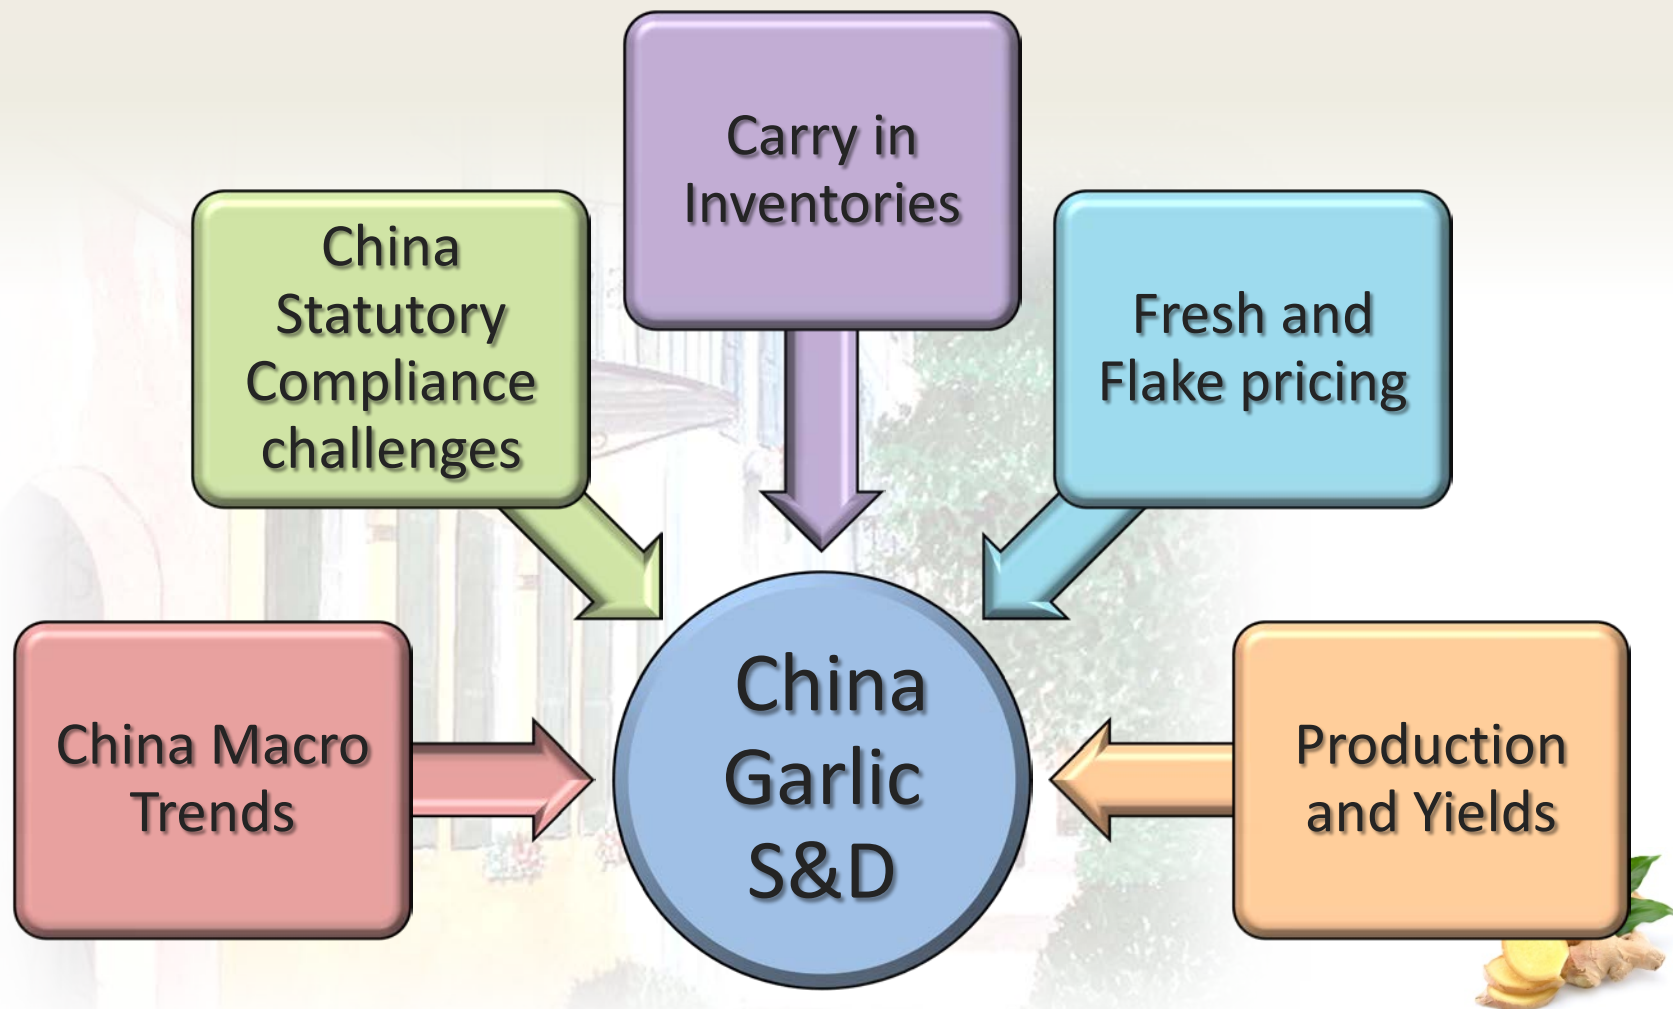 Carry in
Inventories
China
Statutory
Compliance
challenges
Fresh and
Flake pricing
China Macro
Trends
China
Garlic
S&D
Production
and Yields